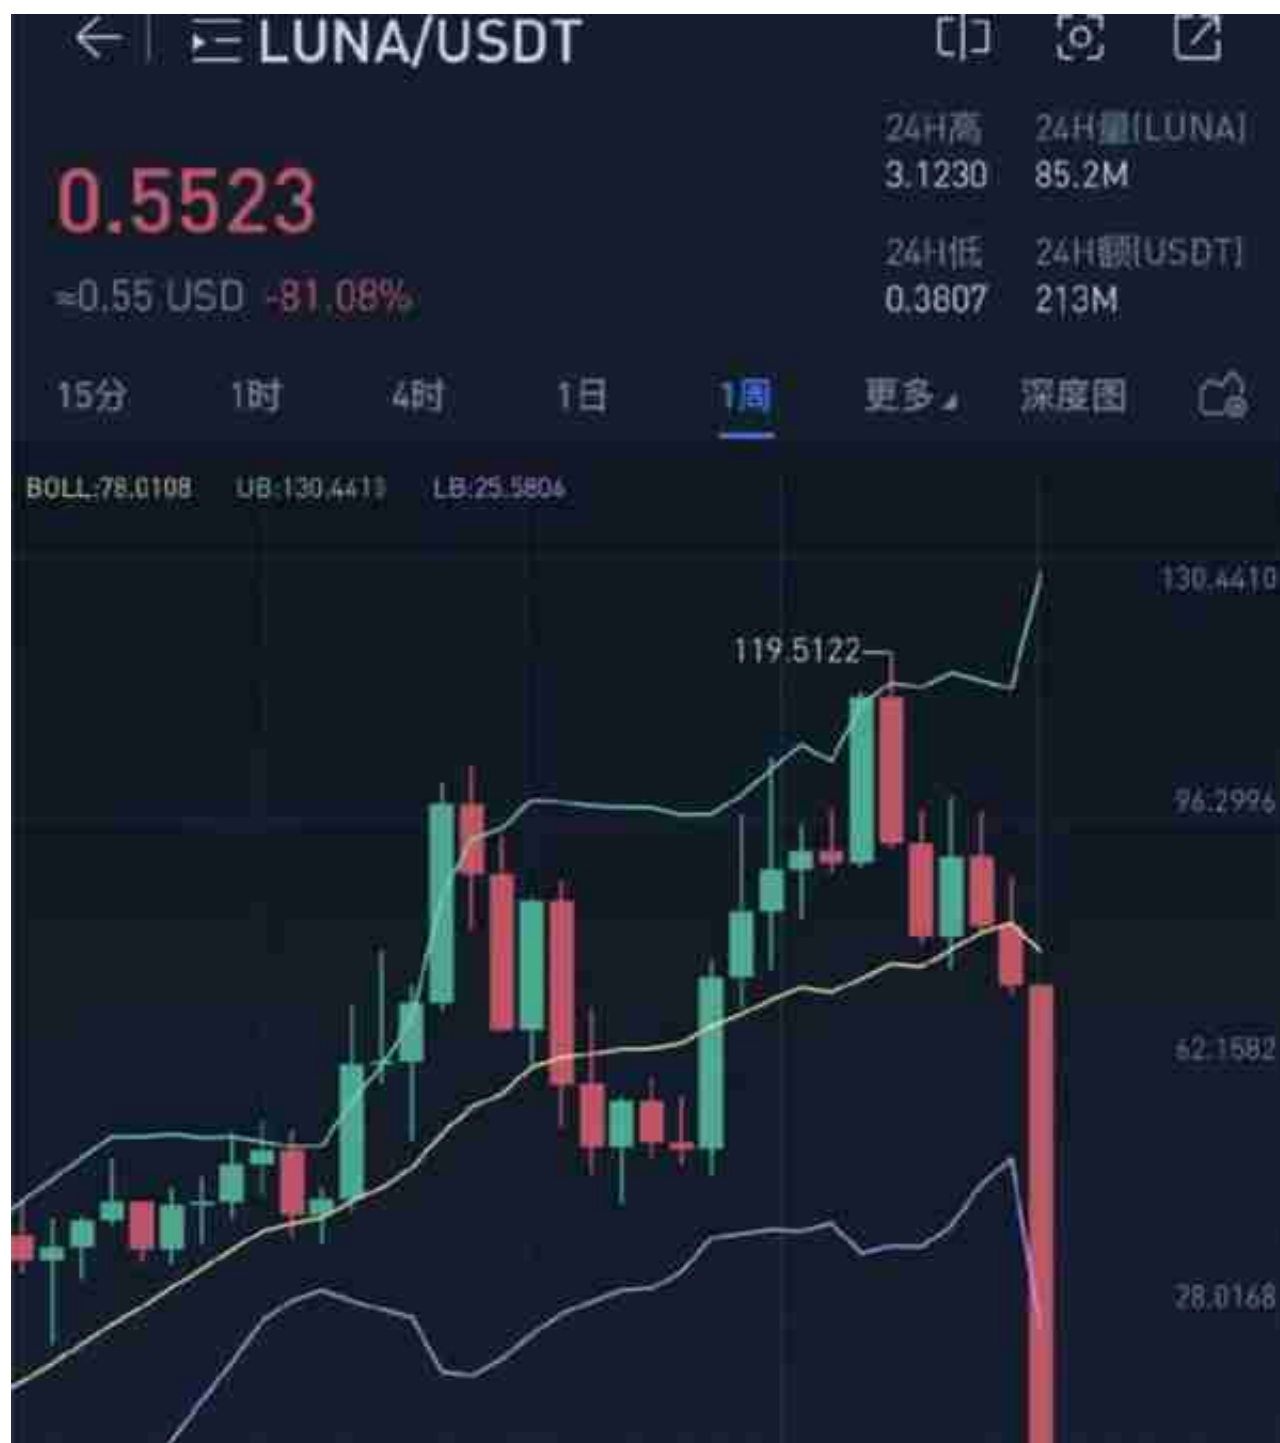 LUNA/USDT
24H高 24H量(LUNA)
0.5523
3.1230 85.2M
24H低 24H额(USDT)
≈0.55 USD -81.08%
0.3807 213M
15分 1时 4时 1日 1周 更多 深度图
BOLL:78.0108 UB:130.4413 LB:25.5806
130.4410
119.5122
96.2996
62.1582
28.0168